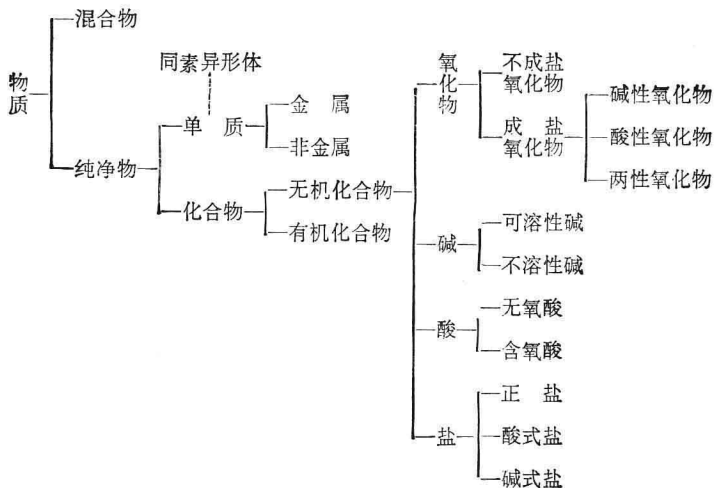 物质
混合物
纯净物
同素异形体
单质
金属
非金属
化合物
无机化合物
有机化合物
氧化物
不成盐氧化物
成盐氧化物
碱性氧化物
酸性氧化物
两性氧化物
碱
可溶性碱
不溶性碱
酸
无氧酸
含氧酸
盐
正盐
酸式盐
碱式盐